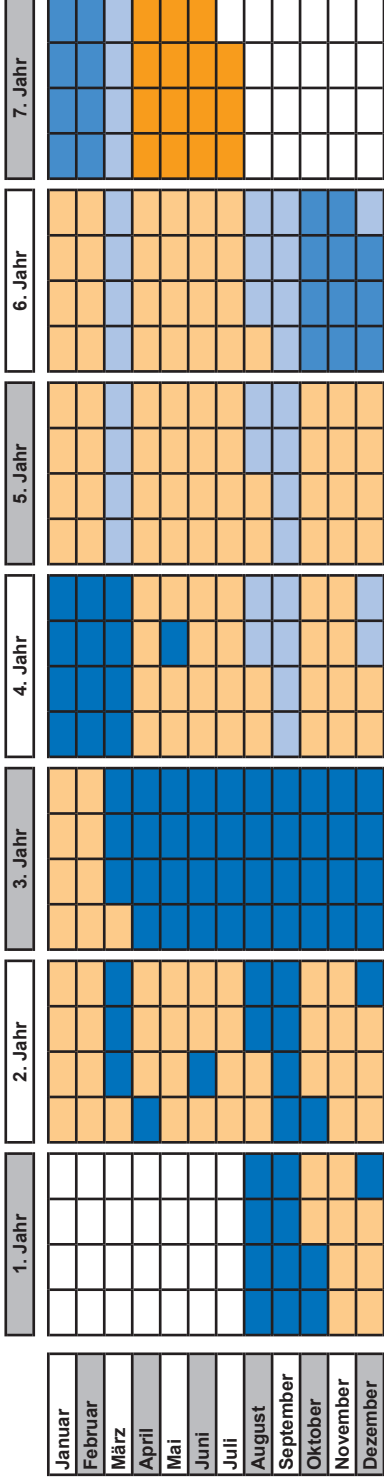 1. Jahr
2. Jahr
3. Jahr
4. Jahr
5. Jahr
6. Jahr
7. Jahr
Januar
Februar
März
April
Mai
Juni
Juli
August
September
Oktober
November
Dezember